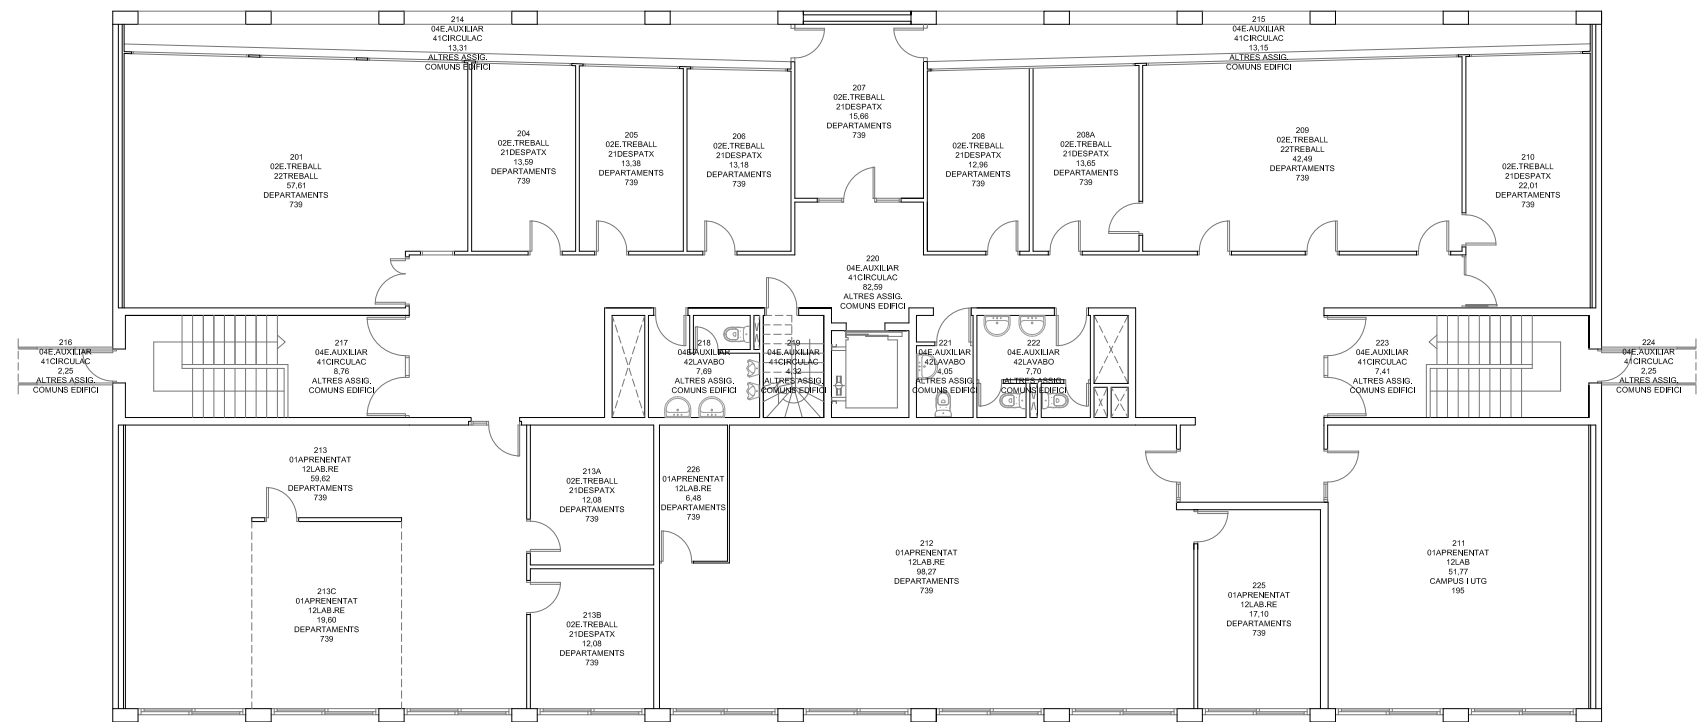 214
04E.AUXILIAR
41CIRCULAC
13,31
ALTRES ASSIG.
COMUNS EDIFICI
215
04E.AUXILIAR
41CIRCULAC
13,15
ALTRES ASSIG.
COMUNS EDIFICI
201
02E.TREBALL
22TREBALL
57,61
DEPARTAMENTS
739
204
02E.TREBALL
21DESPATX
13,59
DEPARTAMENTS
739
205
02E.TREBALL
21DESPATX
13,38
DEPARTAMENTS
739
206
02E.TREBALL
21DESPATX
13,18
DEPARTAMENTS
739
207
02E.TREBALL
21DESPATX
15,66
DEPARTAMENTS
739
208
02E.TREBALL
21DESPATX
12,96
DEPARTAMENTS
739
208A
02E.TREBALL
21DESPATX
13,65
DEPARTAMENTS
739
209
02E.TREBALL
22TREBALL
42,49
DEPARTAMENTS
739
210
02E.TREBALL
21DESPATX
22,01
DEPARTAMENTS
739
220
04E.AUXILIAR
41CIRCULAC
82,59
ALTRES ASSIG.
COMUNS EDIFICI
216
04E.AUXILIAR
41CIRCULAC
2,25
ALTRES ASSIG.
COMUNS EDIFICI
217
04E.AUXILIAR
41CIRCULAC
8,76
ALTRES ASSIG.
COMUNS EDIFICI
218
04E.AUXILIAR
42LAVABO
7,69
ALTRES ASSIG.
COMUNS EDIFICI
219
04E.AUXILIAR
41CIRCULAC
4,32
ALTRES ASSIG.
COMUNS EDIFICI
221
04E.AUXILIAR
42LAVABO
4,05
ALTRES ASSIG.
COMUNS EDIFICI
222
04E.AUXILIAR
42LAVABO
7,70
ALTRES ASSIG.
COMUNS EDIFICI
223
04E.AUXILIAR
41CIRCULAC
7,41
ALTRES ASSIG.
COMUNS EDIFICI
224
04E.AUXILIAR
41CIRCULAC
2,25
ALTRES ASSIG.
COMUNS EDIFICI
213
01APRENENTAT
12LAB.RE
59,62
DEPARTAMENTS
739
213A
02E.TREBALL
21DESPATX
12,08
DEPARTAMENTS
739
226
01APRENENTAT
12LAB.RE
6,48
DEPARTAMENTS
739
212
01APRENENTAT
12LAB.RE
98,27
DEPARTAMENTS
739
211
01APRENENTAT
12LAB
51,77
CAMPUS I UTG
195
213C
01APRENENTAT
12LAB.RE
19,60
DEPARTAMENTS
739
213B
02E.TREBALL
21DESPATX
12,08
DEPARTAMENTS
739
225
01APRENENTAT
12LAB.RE
17,10
DEPARTAMENTS
739